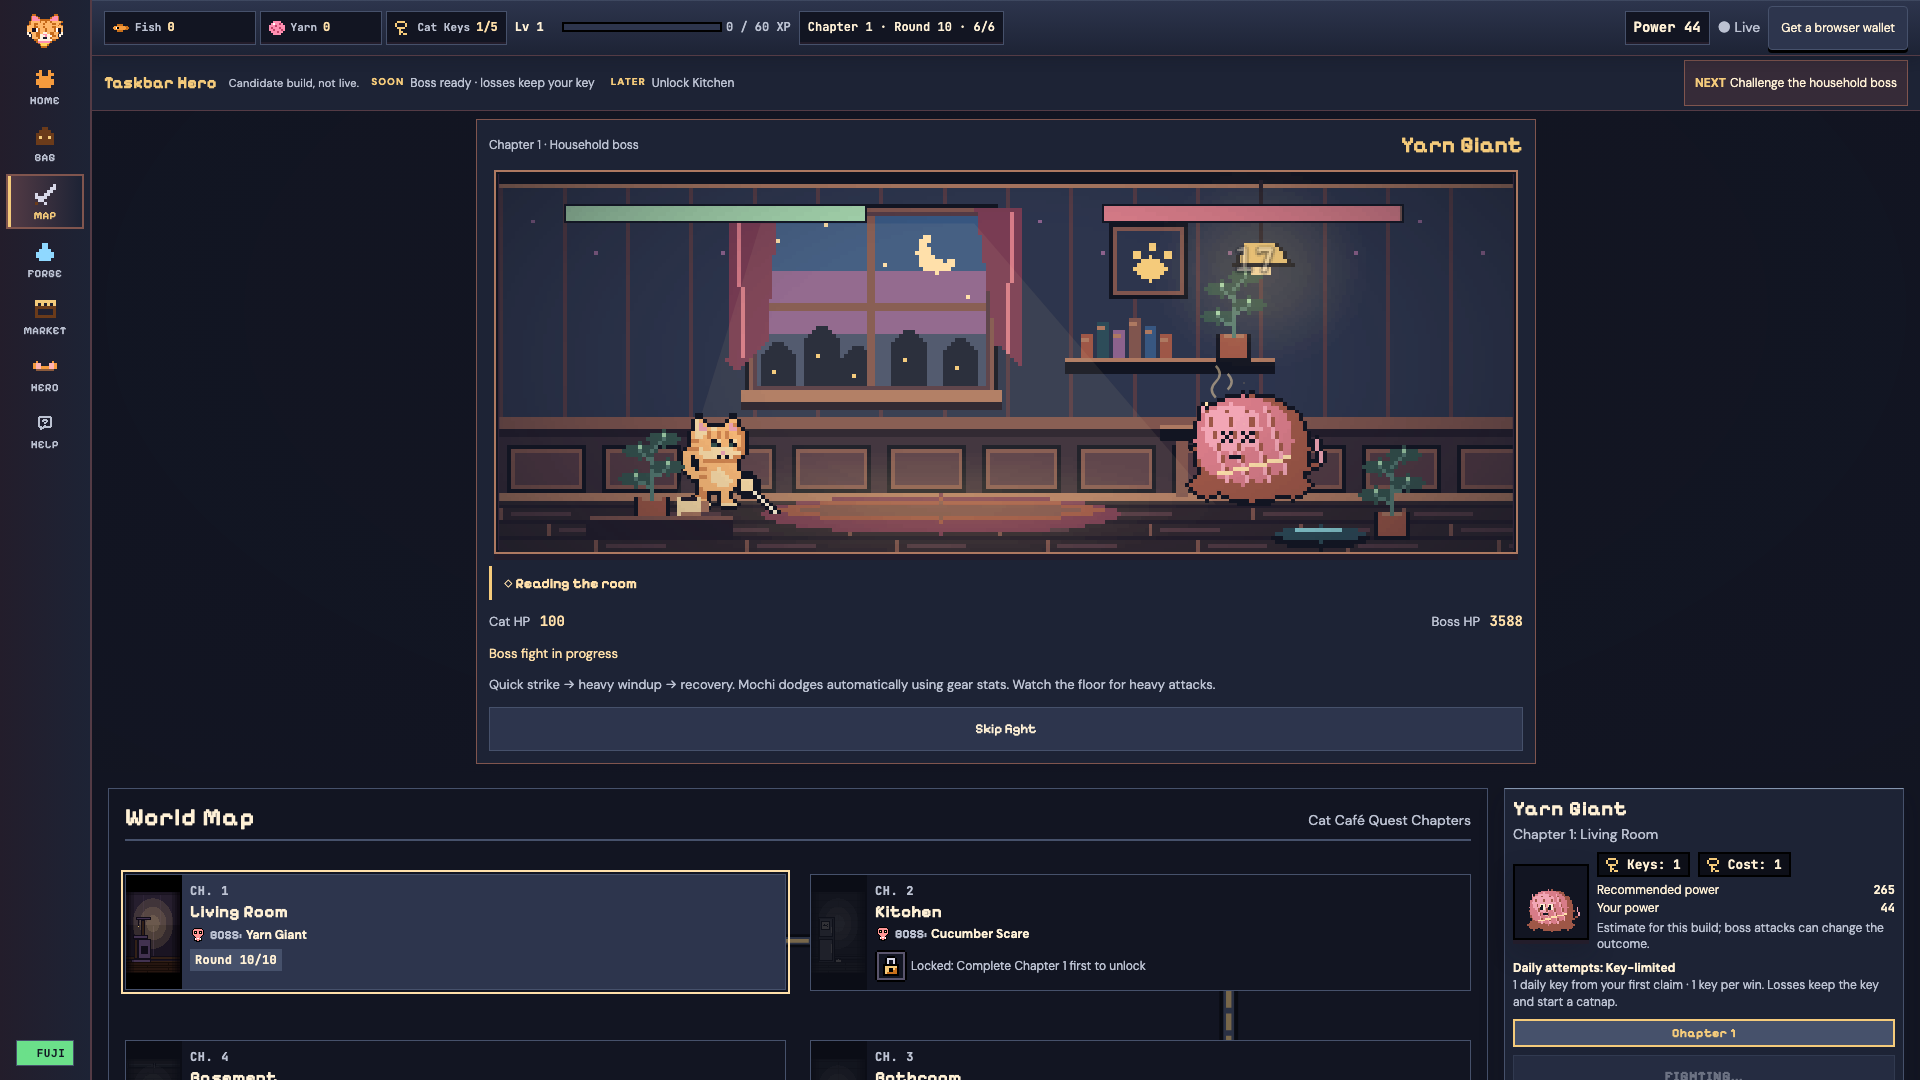 Fish 0
Yarn 0
Cat Keys 1/5
Lv 1
0 / 60 XP
Chapter 1 · Round 10 · 6/6
Power 44
Live
Get a browser wallet
Taskbar Hero
Candidate build, not live.
SOON Boss ready · losses keep your key
LATER Unlock Kitchen
NEXT Challenge the household boss
HOME
BAG
MAP
FORGE
MARKET
HERO
HELP
FUJI
Chapter 1 · Household boss
Yarn Giant
17
◇ Reading the room
Cat HP 100
Boss HP 3588
Boss fight in progress
Quick strike → heavy windup → recovery. Mochi dodges automatically using gear stats. Watch the floor for heavy attacks.
Skip fight
World Map
Cat Café Quest Chapters
CH. 1
Living Room
BOSS: Yarn Giant
Round 10/10
CH. 2
Kitchen
BOSS: Cucumber Scare
Locked: Complete Chapter 1 first to unlock
CH. 4
Basement
CH. 3
Bathroom
Yarn Giant
Chapter 1: Living Room
Keys: 1
Cost: 1
Recommended power 265
Your power 44
Estimate for this build; boss attacks can change the
outcome.
Daily attempts: Key-limited
1 daily key from your first claim · 1 key per win. Losses keep the key
and start a catnap.
Chapter 1
FIGHTING...